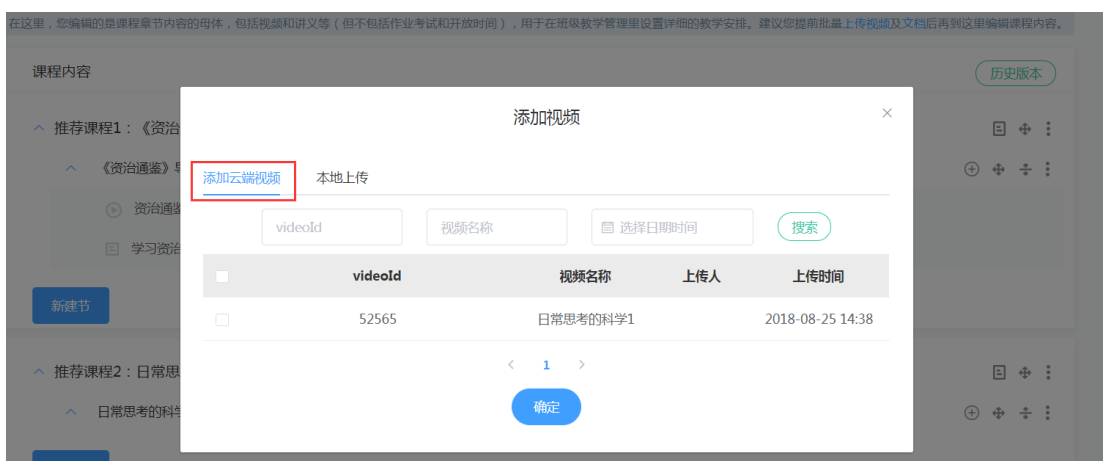 在这里，您编辑的是课程章节内容的母体，包括视频和讲义等（但不包括作业考试和开放时间），用于在班级教学管理里设置详细的教学安排。建议您提前批量上传视频及文档后再到这里编辑课程内容。
课程内容
历史版本
添加视频
推荐课程1：《资治
《资治通鉴》
添加云端视频 本地上传
资治通鉴
videoId 视频名称 选择日期时间 搜索
学习资治
videoId 视频名称 上传人 上传时间
新建节
52565 日常思考的科学1 2018-08-25 14:38
1
推荐课程2：日常思
确定
日常思考的科学